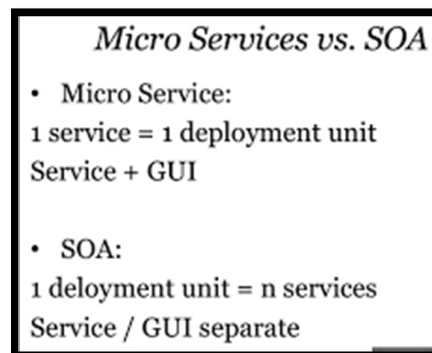 Micro Services vs. SOA
• Micro Service:
1 service = 1 deployment unit
Service + GUI
• SOA:
1 deloyment unit = n services
Service / GUI separate